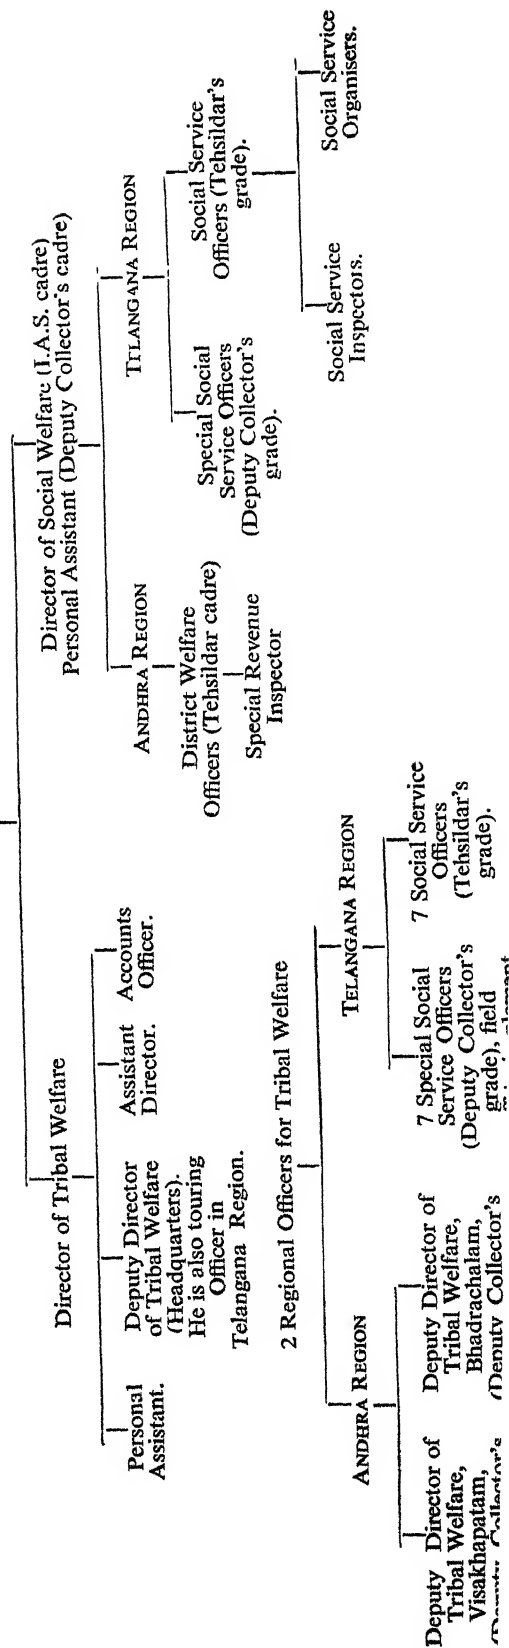 Director of Tribal Welfare
Personal
Assistant.
Deputy Director
of Tribal Welfare
(Headquarters).
He is also touring
Officer in
Telangana Region.
Assistant
Director.
Accounts
Officer.
2 Regional Officers for Tribal Welfare
ANDHRA REGION
Deputy Director of
Tribal Welfare,
Visakhapatam,
(Deputy Collector's
Deputy Director of
Tribal Welfare,
Bhadrachalam,
(Deputy Collector's
TELANGANA REGION
7 Special Social
Service Officers
(Deputy Collector's
grade), field
7 Social Service
Officers
(Tehsildar's
grade).
Director of Social Welfare (I.A.S. cadre)
Personal Assistant (Deputy Collector's cadre)
ANDHRA REGION
District Welfare
Officers (Tehsildar cadre)
Special Revenue
Inspector
TELANGANA REGION
Special Social
Service Officers
(Deputy Collector's
grade).
Social Service
Officers (Tehsildar's
grade).
Social Service
Inspectors.
Social Service
Organisers.